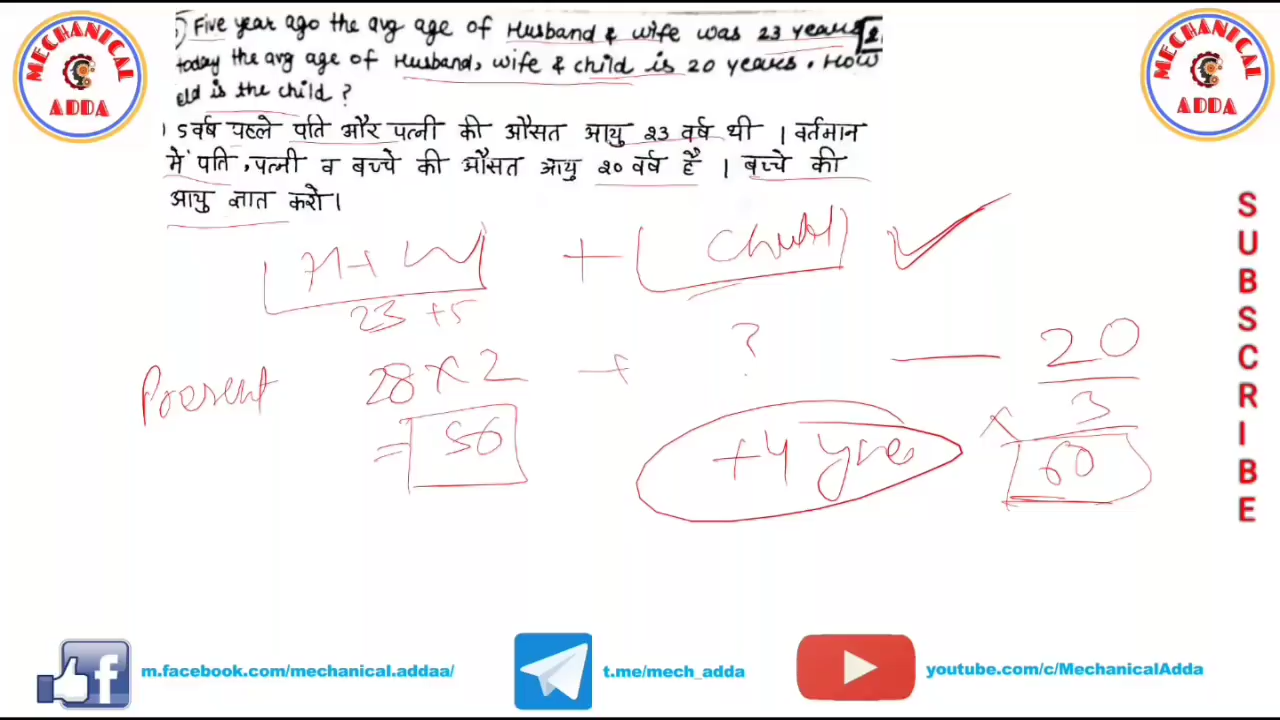 MECHANICAL ADDA
Five year ago the avg age of Husband & wife was 23 years
today the avg age of Husband, wife & child is 20 years. How
old is the child?
5 वर्ष पहले पति और पत्नी की औसत आयु 23 वर्ष थी । वर्तमान
में पति, पत्नी व बच्चे की औसत आयु 20 वर्ष है । बच्चे की
आयु ज्ञात करो।
MECHANICAL ADDA
H+W + Child
23 +5
Present 28×2 + ? — 20
× 3
= 56 +4 yrs 60
SUBSCRIBE
m.facebook.com/mechanical.addaa/
t.me/mech_adda
youtube.com/c/MechanicalAdda